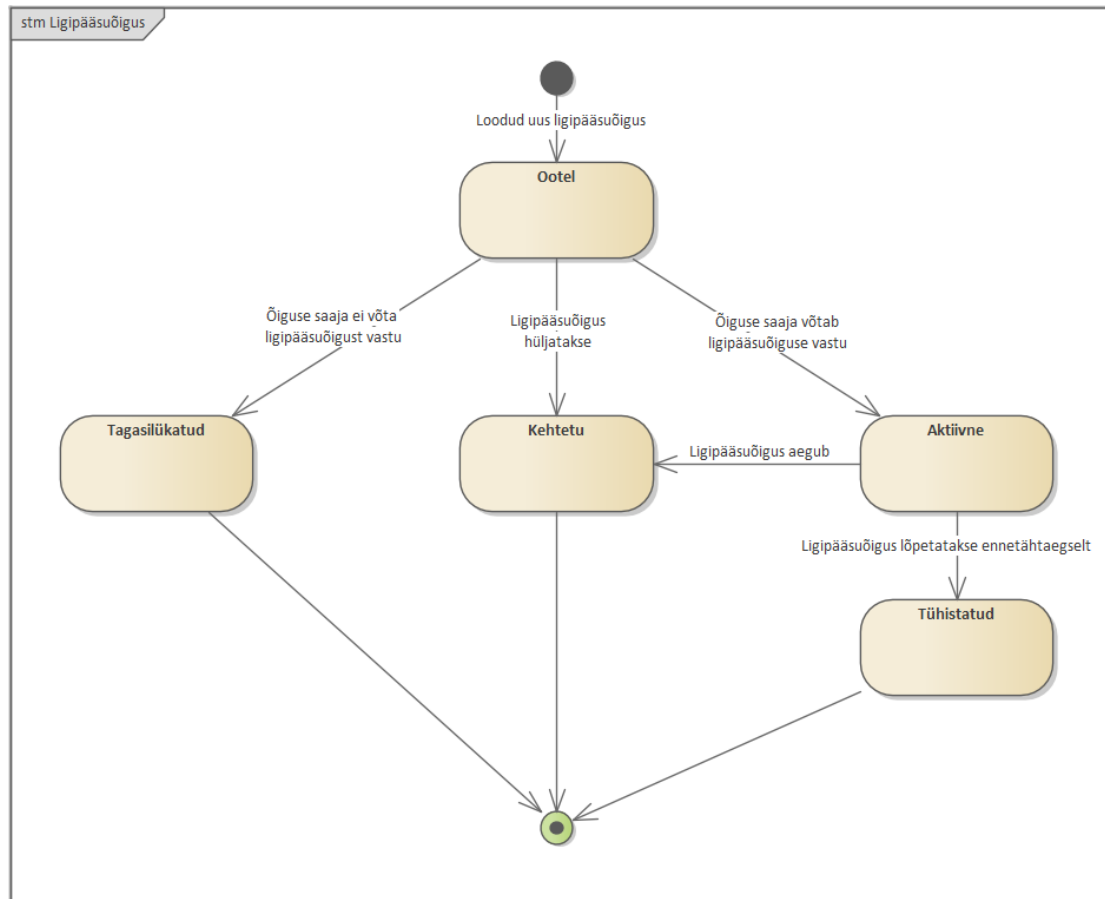 stm Ligipääsuõigus
Loodud uus ligipääsuõigus
Ootel
Õiguse saaja ei võta
ligipääsuõigust vastu
Ligipääsuõigus
hüljatakse
Õiguse saaja võtab
ligipääsuõiguse vastu
Tagasilükatud
Kehtetu
Ligipääsuõigus aegub
Aktiivne
Ligipääsuõigus lõpetatakse ennetähtaegselt
Tühistatud